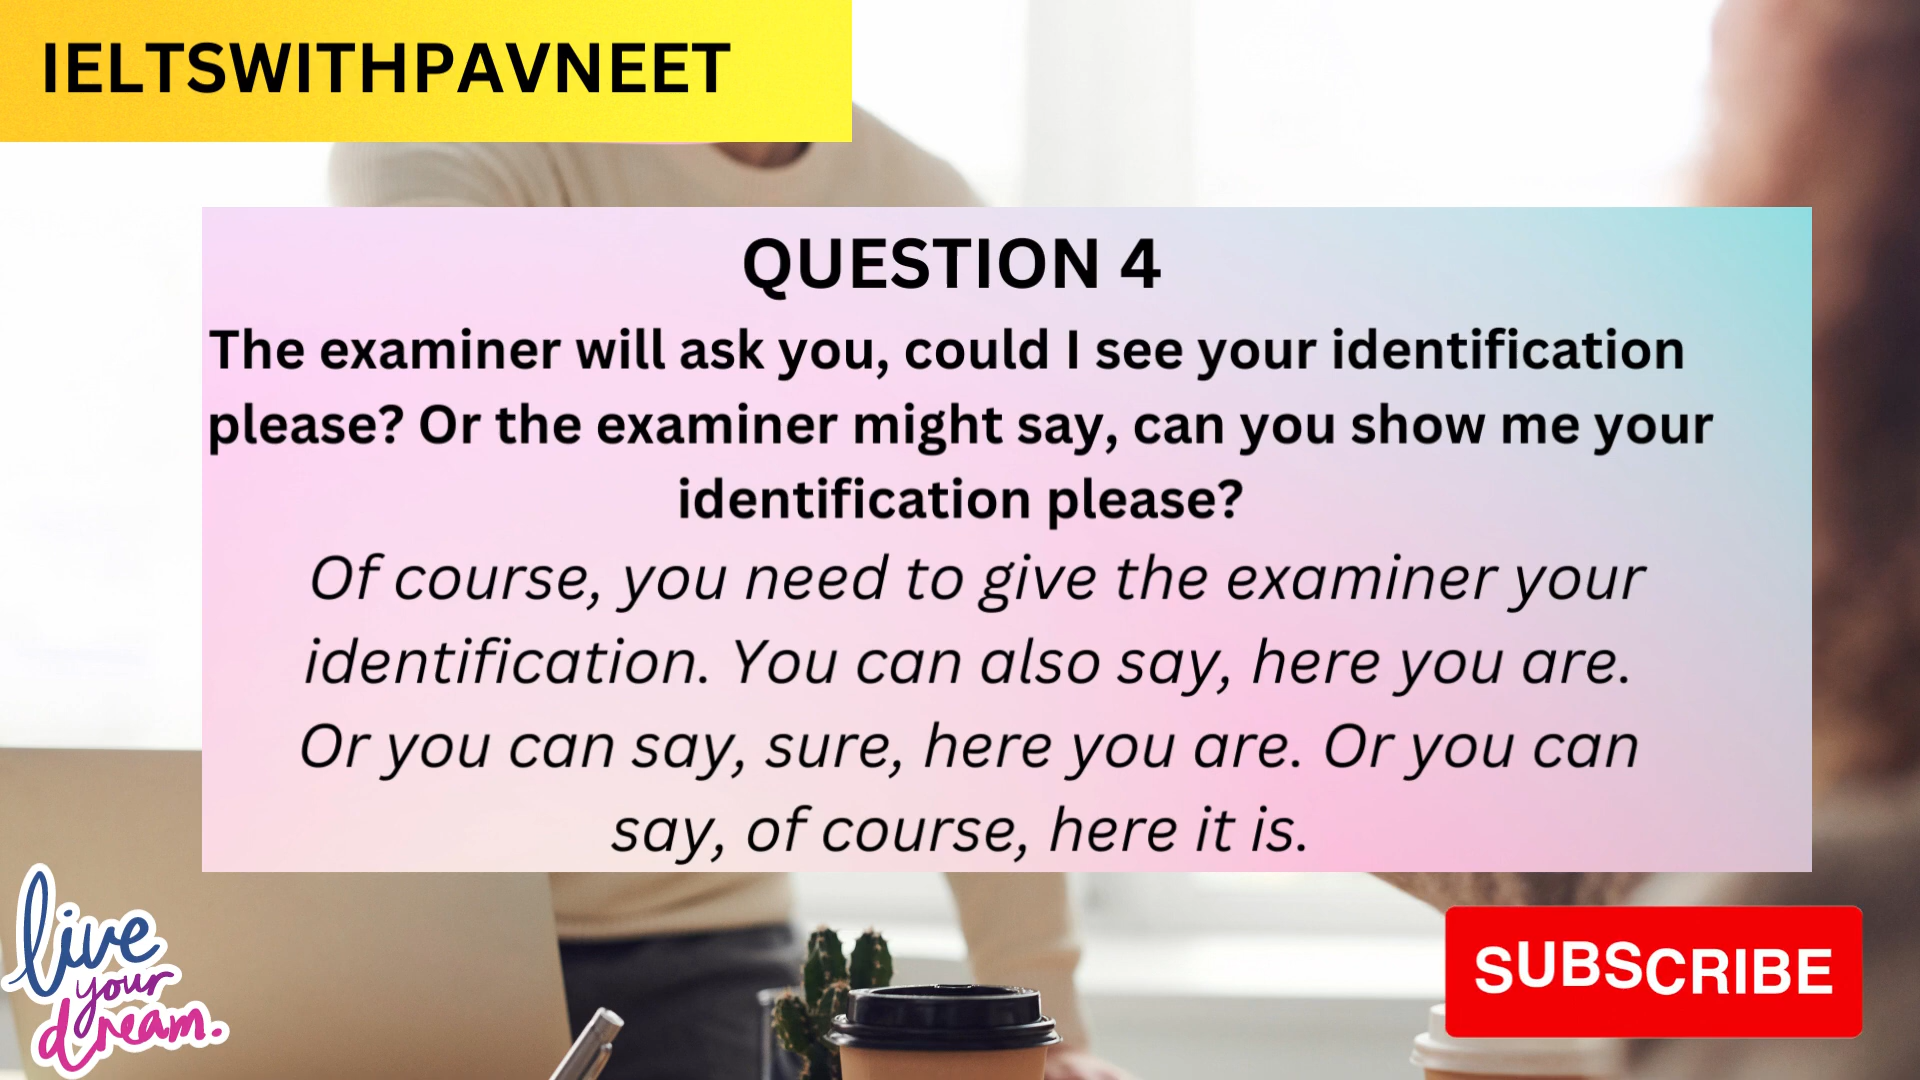 IELTSWITHPAVNEET
QUESTION 4
The examiner will ask you, could I see your identification
please? Or the examiner might say, can you show me your
identification please?
Of course, you need to give the examiner your
identification. You can also say, here you are.
Or you can say, sure, here you are. Or you can
say, of course, here it is.
live
your
dream.
SUBSCRIBE